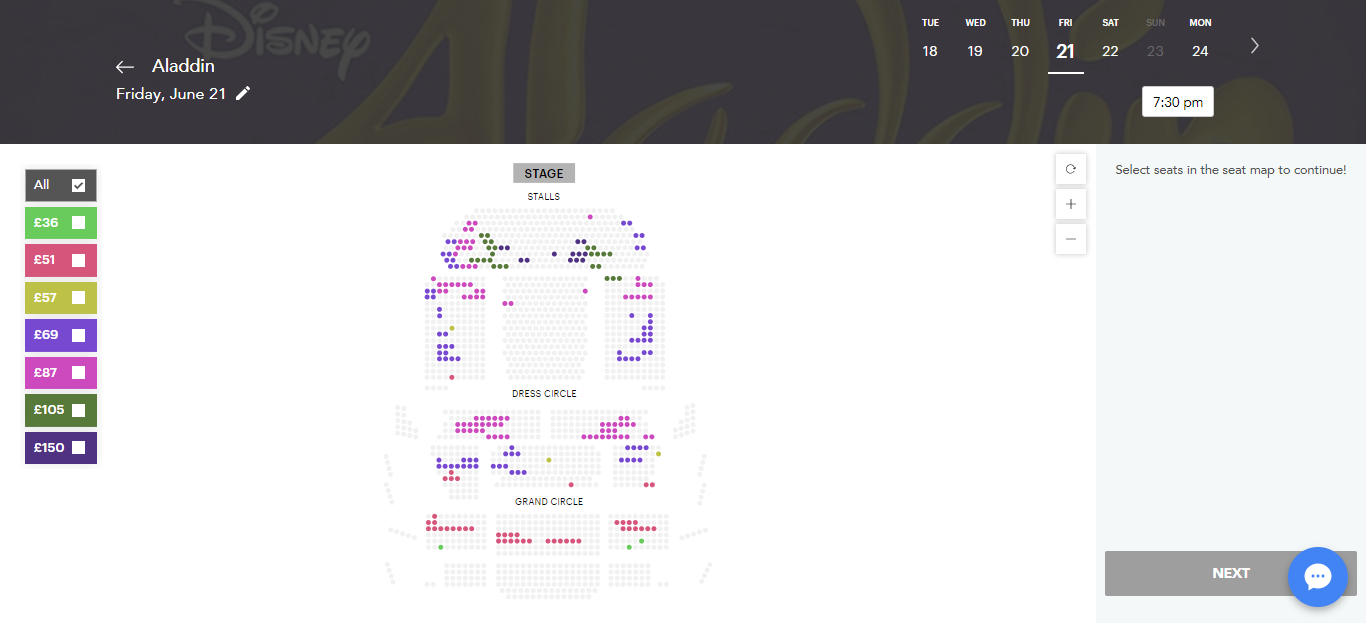 DISNEY
Aladdin
Aladdin
Friday, June 21
TUE WED THU FRI SAT SUN MON
18 19 20 21 22 23 24
7:30 pm
All
£36
£51
£57
£69
£87
£105
£150
STAGE
STALLS
DRESS CIRCLE
GRAND CIRCLE
Select seats in the seat map to continue!
NEXT